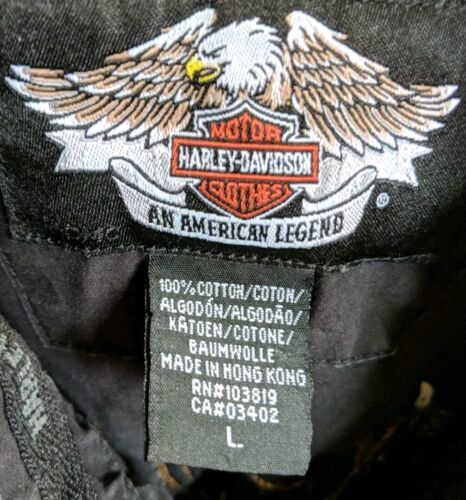 MOTOR
HARLEY-DAVIDSON
CLOTHES
AN AMERICAN LEGEND
®
100% COTTON/COTON/
ALGODÓN/ALGODÃO/
KATOEN/COTONE/
BAUMWOLLE
MADE IN HONG KONG
RN#103819
CA#03402
L